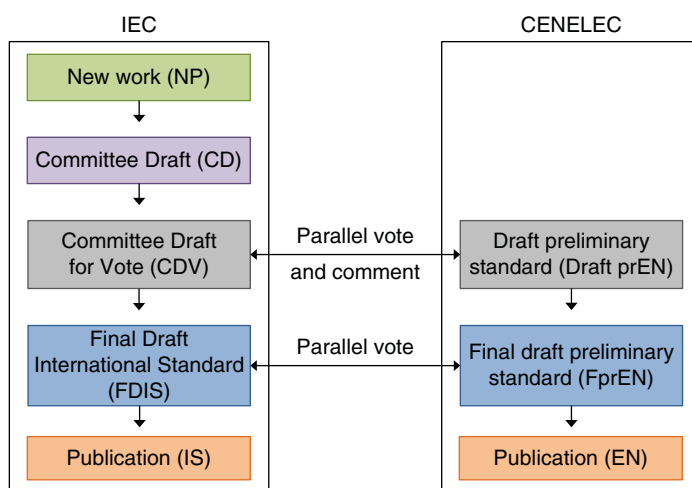 IEC
CENELEC
New work (NP)
Committee Draft (CD)
Committee Draft
for Vote (CDV)
Parallel vote
and comment
Draft preliminary
standard (Draft prEN)
Final Draft
International Standard
(FDIS)
Parallel vote
Final draft preliminary
standard (FprEN)
Publication (IS)
Publication (EN)